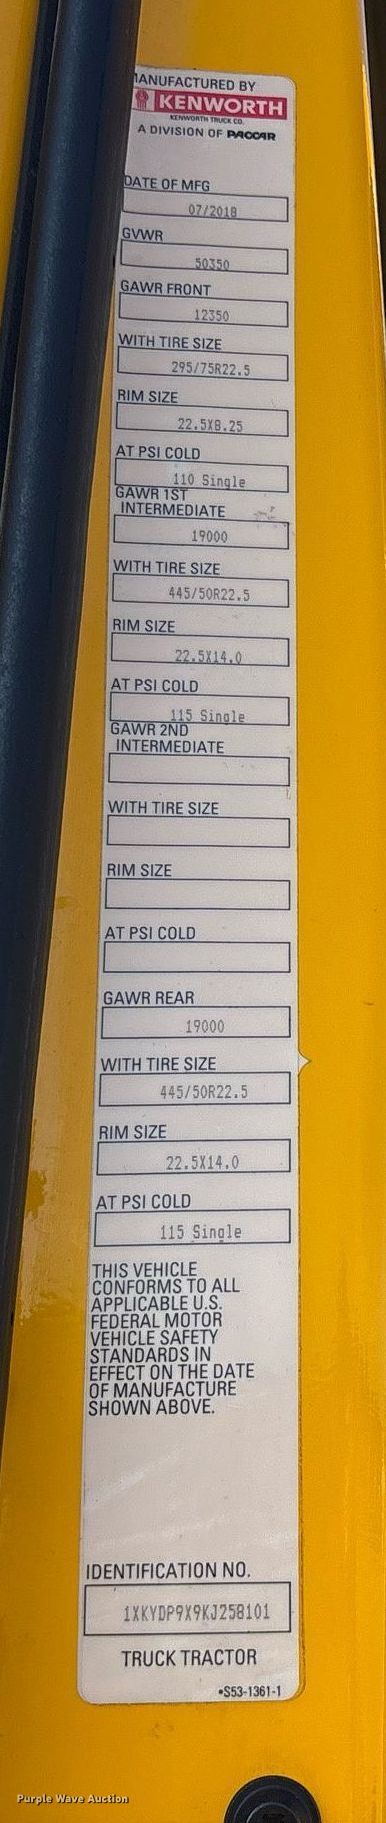 MANUFACTURED BY
KENWORTH
KENWORTH TRUCK CO.
A DIVISION OF PACCAR
DATE OF MFG
07/2018
GVWR
50350
GAWR FRONT
12350
WITH TIRE SIZE
295/75R22.5
RIM SIZE
22.5X8.25
AT PSI COLD
110 Single
GAWR 1ST
INTERMEDIATE
19000
WITH TIRE SIZE
445/50R22.5
RIM SIZE
22.5X14.0
AT PSI COLD
115 Single
GAWR 2ND
INTERMEDIATE
WITH TIRE SIZE
RIM SIZE
AT PSI COLD
GAWR REAR
19000
WITH TIRE SIZE
445/50R22.5
RIM SIZE
22.5X14.0
AT PSI COLD
115 Single
THIS VEHICLE
CONFORMS TO ALL
APPLICABLE U.S.
FEDERAL MOTOR
VEHICLE SAFETY
STANDARDS IN
EFFECT ON THE DATE
OF MANUFACTURE
SHOWN ABOVE.
IDENTIFICATION NO.
1XKYDP9X9KJ258101
TRUCK TRACTOR
•S53-1361-1
Purple Wave Auction